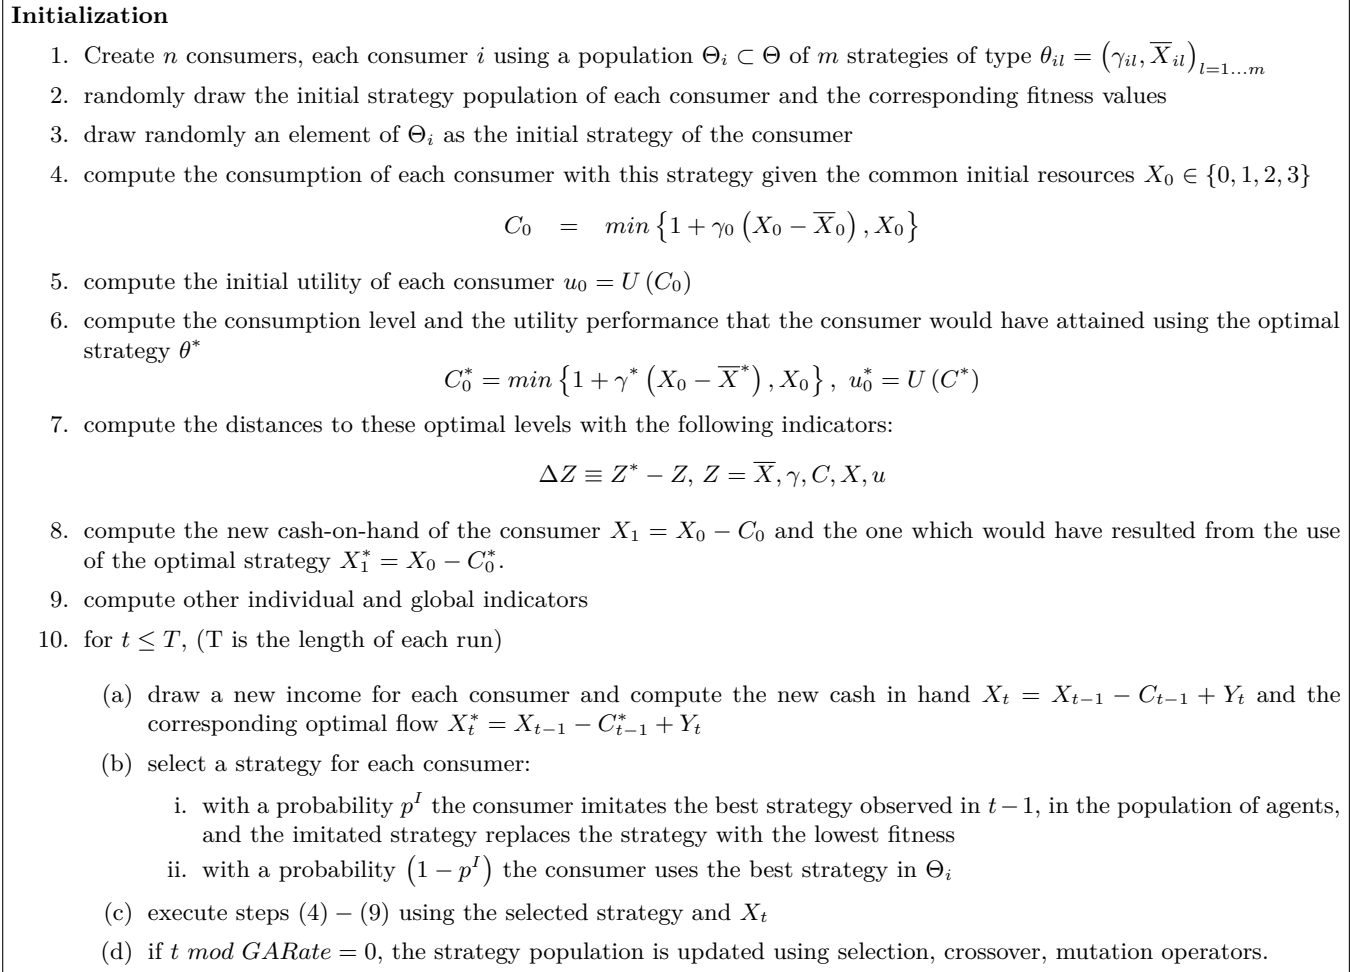 Initialization
1. Create n consumers, each consumer i using a population Θ_i ⊂ Θ of m strategies of type θ_{il} = (γ_{il}, X̅_{il})_{l=1...m}
2. randomly draw the initial strategy population of each consumer and the corresponding fitness values
3. draw randomly an element of Θ_i as the initial strategy of the consumer
4. compute the consumption of each consumer with this strategy given the common initial resources X_0 ∈ {0, 1, 2, 3}
C_0 = min {1 + γ_0 (X_0 − X̅_0), X_0}
5. compute the initial utility of each consumer u_0 = U (C_0)
6. compute the consumption level and the utility performance that the consumer would have attained using the optimal
strategy θ^*
C_0^* = min {1 + γ^* (X_0 − X̅^*), X_0}, u_0^* = U (C^*)
7. compute the distances to these optimal levels with the following indicators:
ΔZ ≡ Z^* − Z, Z = X̅, γ, C, X, u
8. compute the new cash-on-hand of the consumer X_1 = X_0 − C_0 and the one which would have resulted from the use
of the optimal strategy X_1^* = X_0 − C_0^*.
9. compute other individual and global indicators
10. for t ≤ T, (T is the length of each run)
(a) draw a new income for each consumer and compute the new cash in hand X_t = X_{t−1} − C_{t−1} + Y_t and the
corresponding optimal flow X_t^* = X_{t−1} − C_{t−1}^* + Y_t
(b) select a strategy for each consumer:
i. with a probability p^I the consumer imitates the best strategy observed in t − 1, in the population of agents,
and the imitated strategy replaces the strategy with the lowest fitness
ii. with a probability (1 − p^I) the consumer uses the best strategy in Θ_i
(c) execute steps (4) − (9) using the selected strategy and X_t
(d) if t mod GARate = 0, the strategy population is updated using selection, crossover, mutation operators.